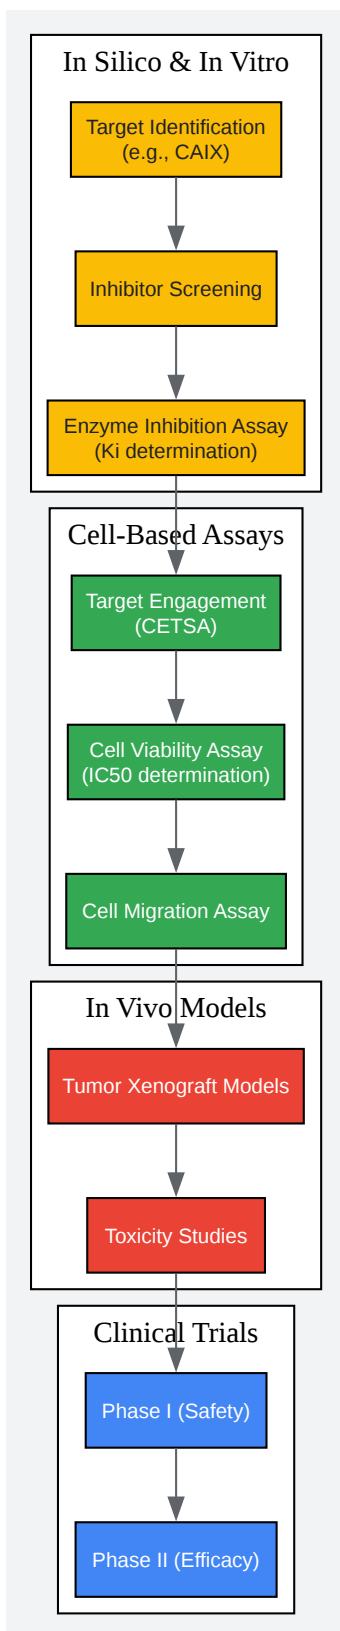 In Silico & In Vitro
Target Identification
(e.g., CAIX)
Inhibitor Screening
Enzyme Inhibition Assay
(Ki determination)
Cell-Based Assays
Target Engagement
(CETSA)
Cell Viability Assay
(IC50 determination)
Cell Migration Assay
In Vivo Models
Tumor Xenograft Models
Toxicity Studies
Clinical Trials
Phase I (Safety)
Phase II (Efficacy)